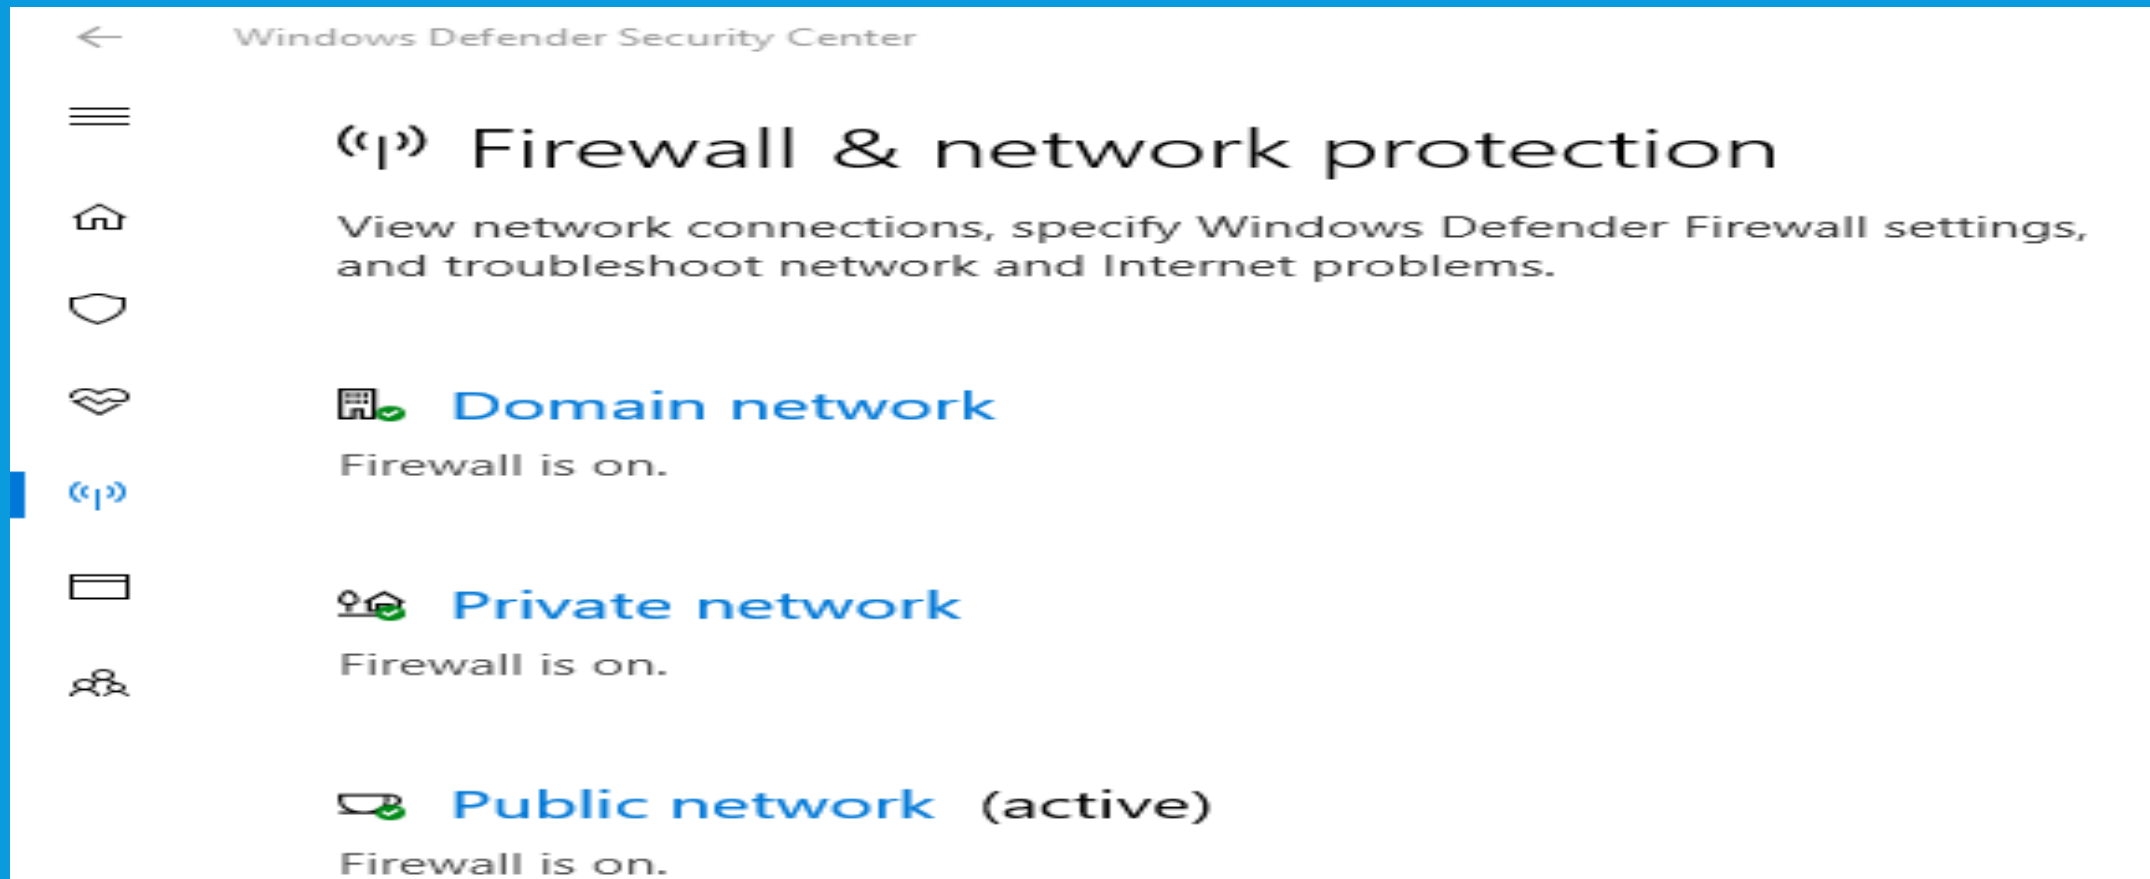 Windows Defender Security Center
Firewall & network protection
View network connections, specify Windows Defender Firewall settings,
and troubleshoot network and Internet problems.
Domain network
Firewall is on.
Private network
Firewall is on.
Public network (active)
Firewall is on.